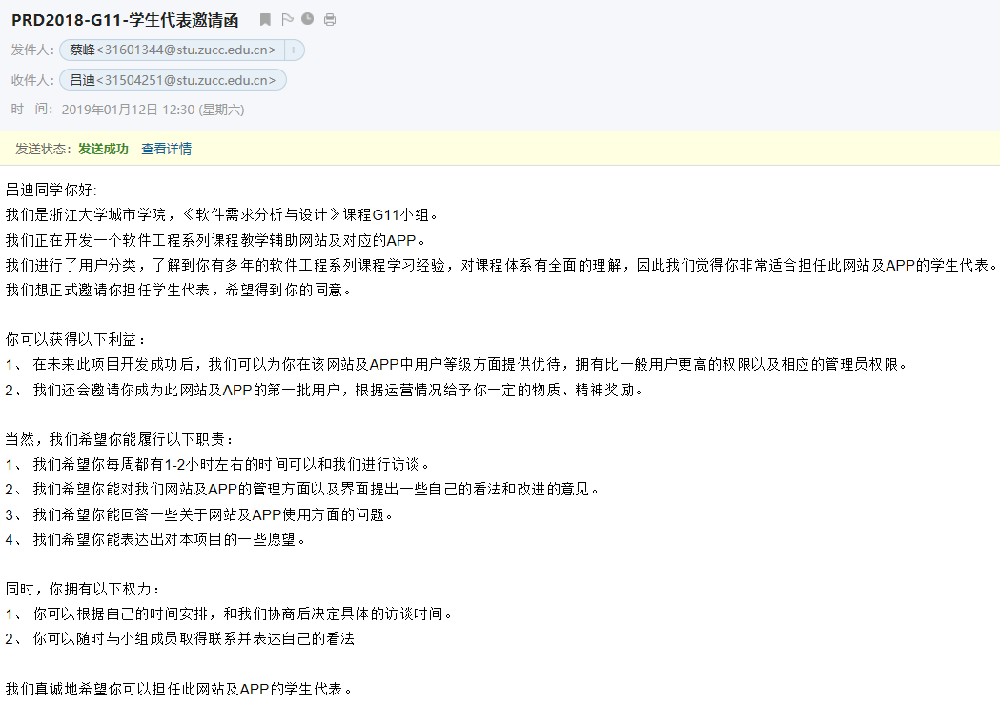 PRD2018-G11-学生代表邀请函
发件人: 蔡峰<31601344@stu.zucc.edu.cn> +
收件人: 吕迪<31504251@stu.zucc.edu.cn>
时 间: 2019年01月12日 12:30 (星期六)
发送状态: 发送成功 查看详情
吕迪同学你好:
我们是浙江大学城市学院，《软件需求分析与设计》课程G11小组。
我们正在开发一个软件工程系列课程教学辅助网站及对应的APP。
我们进行了用户分类，了解到你有多年的软件工程系列课程学习经验，对课程体系有全面的理解，因此我们觉得你非常适合担任此网站及APP的学生代表。
我们想正式邀请你担任学生代表，希望得到你的同意。
你可以获得以下利益：
1、 在未来此项目开发成功后，我们可以为你在该网站及APP中用户等级方面提供优待，拥有比一般用户更高的权限以及相应的管理员权限。
2、 我们还会邀请你成为此网站及APP的第一批用户，根据运营情况给予你一定的物质、精神奖励。
当然，我们希望你能履行以下职责：
1、 我们希望你每周都有1-2小时左右的时间可以和我们进行访谈。
2、 我们希望你能对我们网站及APP的管理方面以及界面提出一些自己的看法和改进的意见。
3、 我们希望你能回答一些关于网站及APP使用方面的问题。
4、 我们希望你能表达出对本项目的一些愿望。
同时，你拥有以下权力：
1、 你可以根据自己的时间安排，和我们协商后决定具体的访谈时间。
2、 你可以随时与小组成员取得联系并表达自己的看法
我们真诚地希望你可以担任此网站及APP的学生代表。